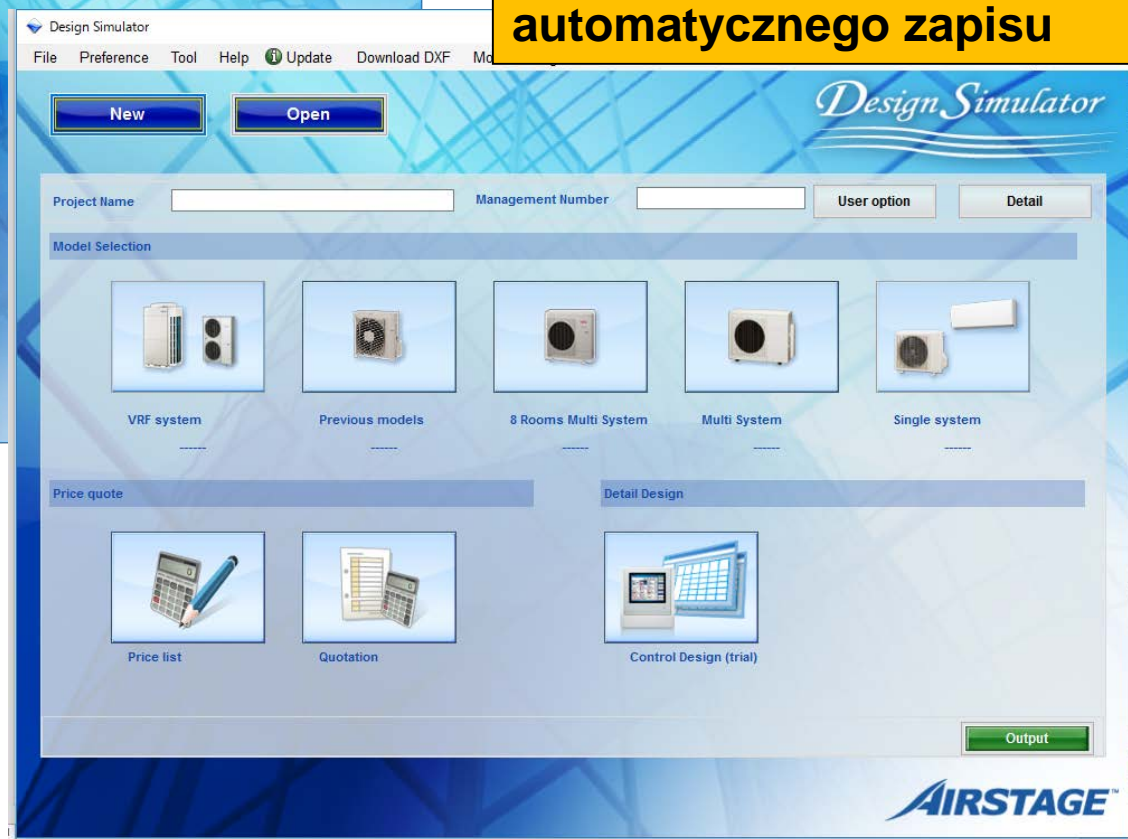 automatycznego zapisu
Design Simulator
File Preference Tool Help Update Download DXF
New Open
Design Simulator
Project Name Management Number User option Detail
Model Selection
VRF system Previous models 8 Rooms Multi System Multi System Single system
------ ------ ------ ------ ------
Price quote Detail Design
Price list Quotation Control Design (trial)
Output
AIRSTAGE™